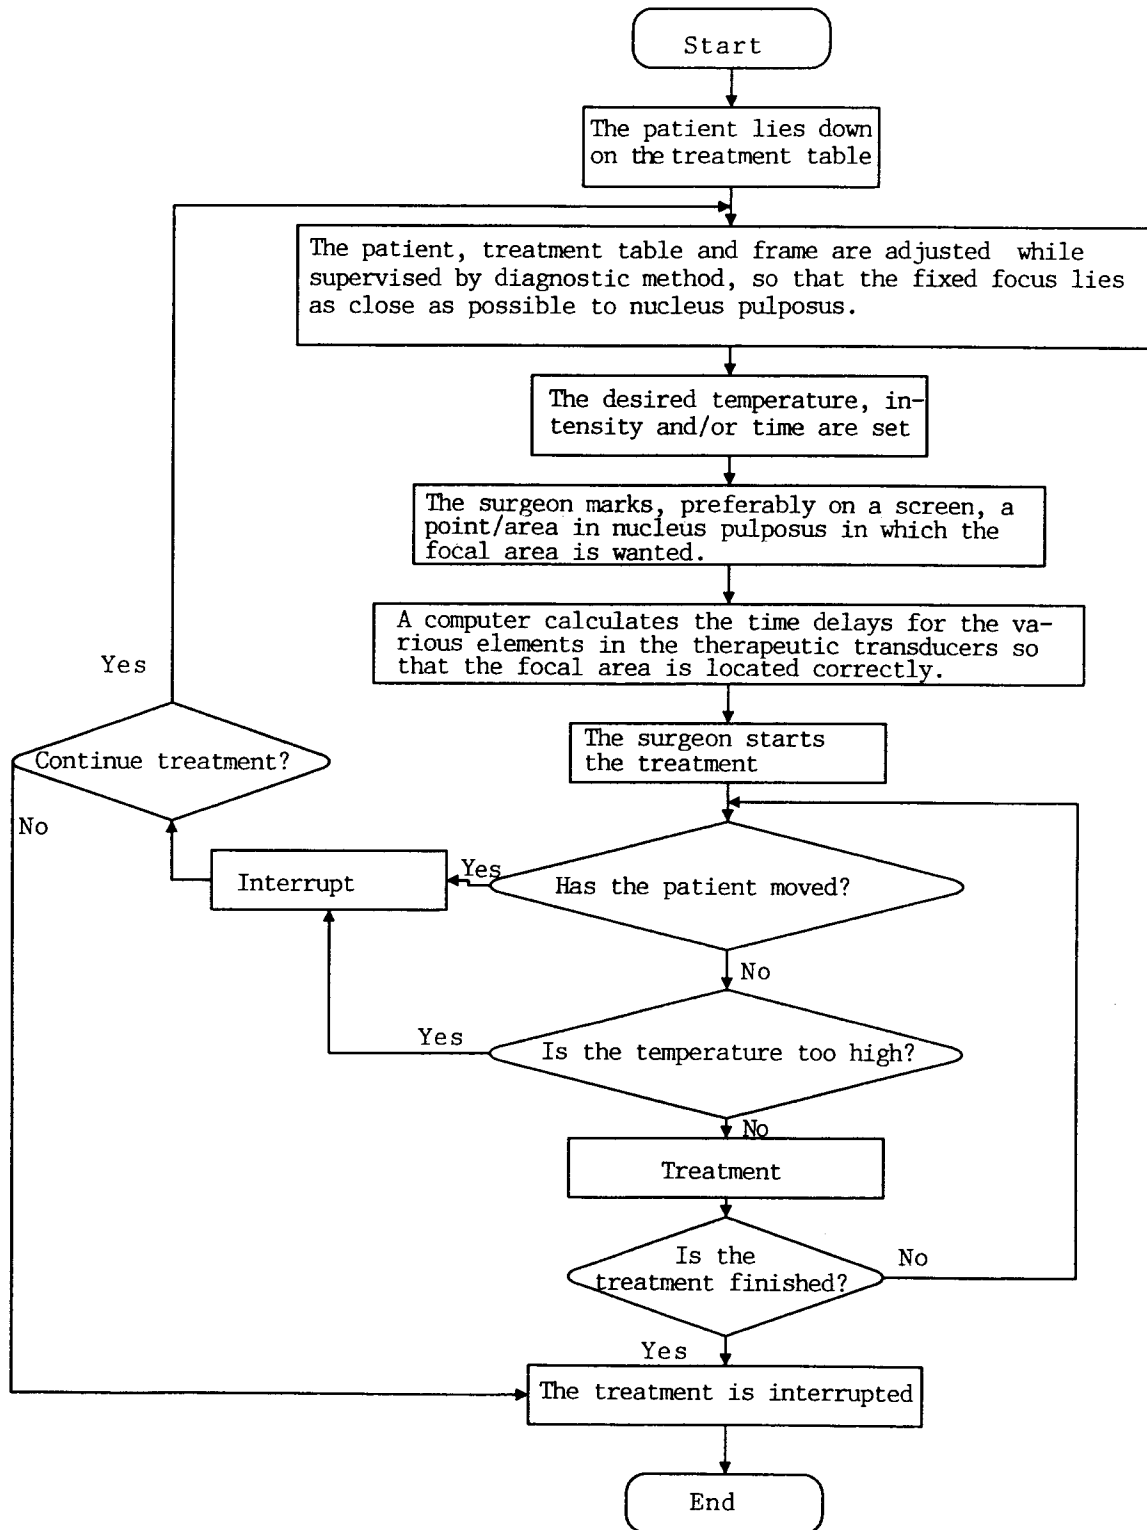 Start
The patient lies down
on the treatment table
The patient, treatment table and frame are adjusted while
supervised by diagnostic method, so that the fixed focus lies
as close as possible to nucleus pulposus.
The desired temperature, in-
tensity and/or time are set
The surgeon marks, preferably on a screen, a
point/area in nucleus pulposus in which the
focal area is wanted.
A computer calculates the time delays for the va-
rious elements in the therapeutic transducers so
that the focal area is located correctly.
Yes
The surgeon starts
the treatment
Continue treatment?
No
Yes
Interrupt
Has the patient moved?
No
Yes
Is the temperature too high?
No
Treatment
Is the
treatment finished?
No
Yes
The treatment is interrupted
End